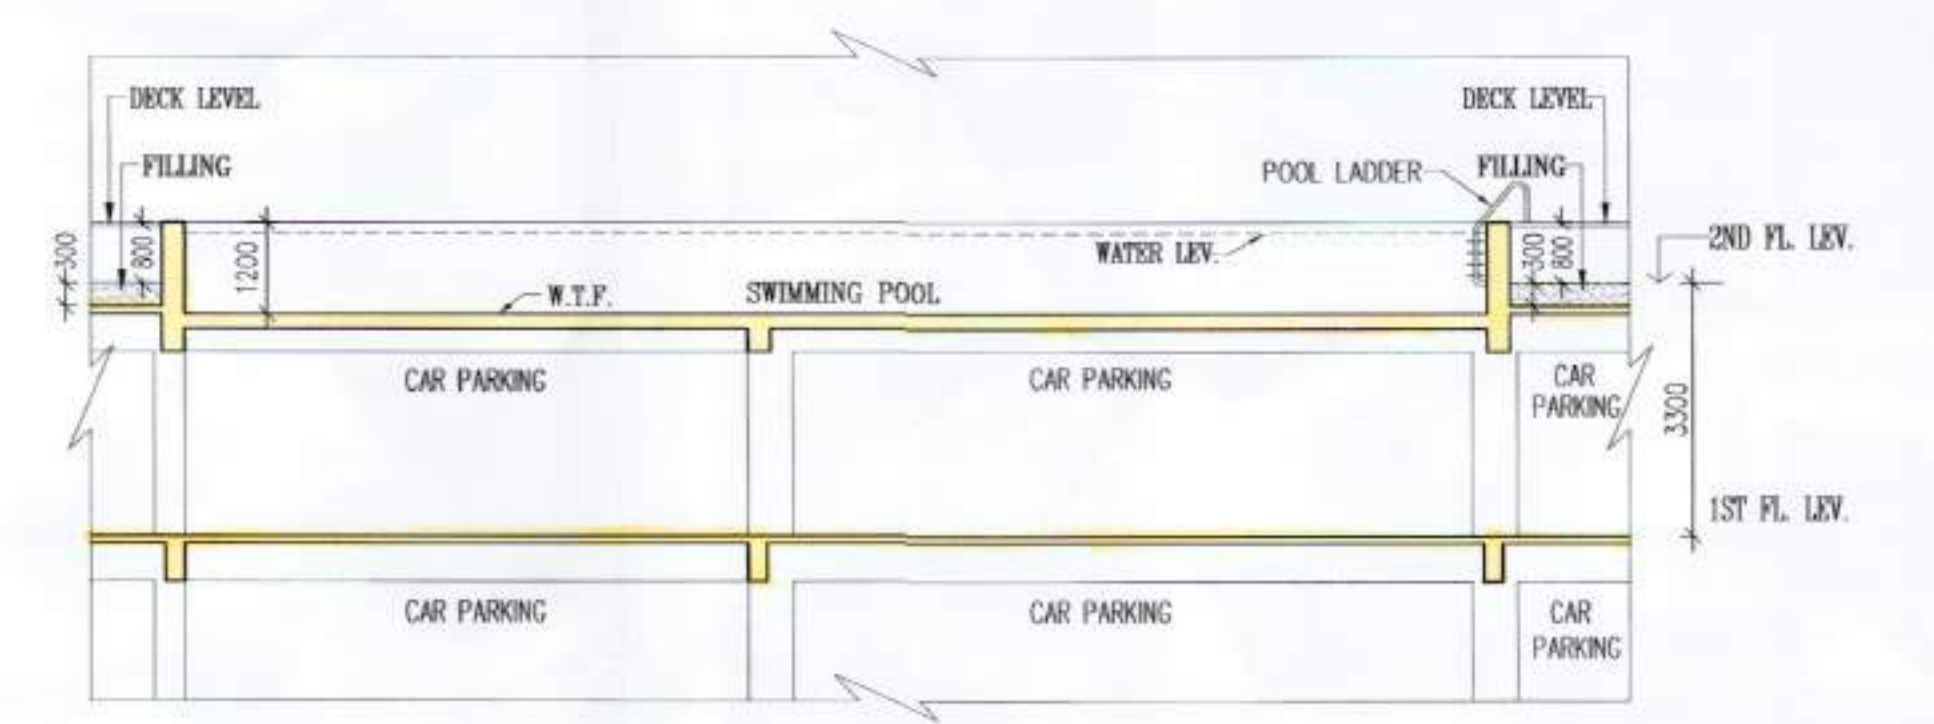 DECK LEVEL
DECK LEVEL
FILLING
POOL LADDER
FILLING
300
800
1200
WATER LEV.
300
800
2ND FL. LEV.
W.T.F.
SWIMMING POOL
CAR PARKING
CAR PARKING
CAR
PARKING
3300
1ST FL. LEV.
CAR PARKING
CAR PARKING
CAR
PARKING